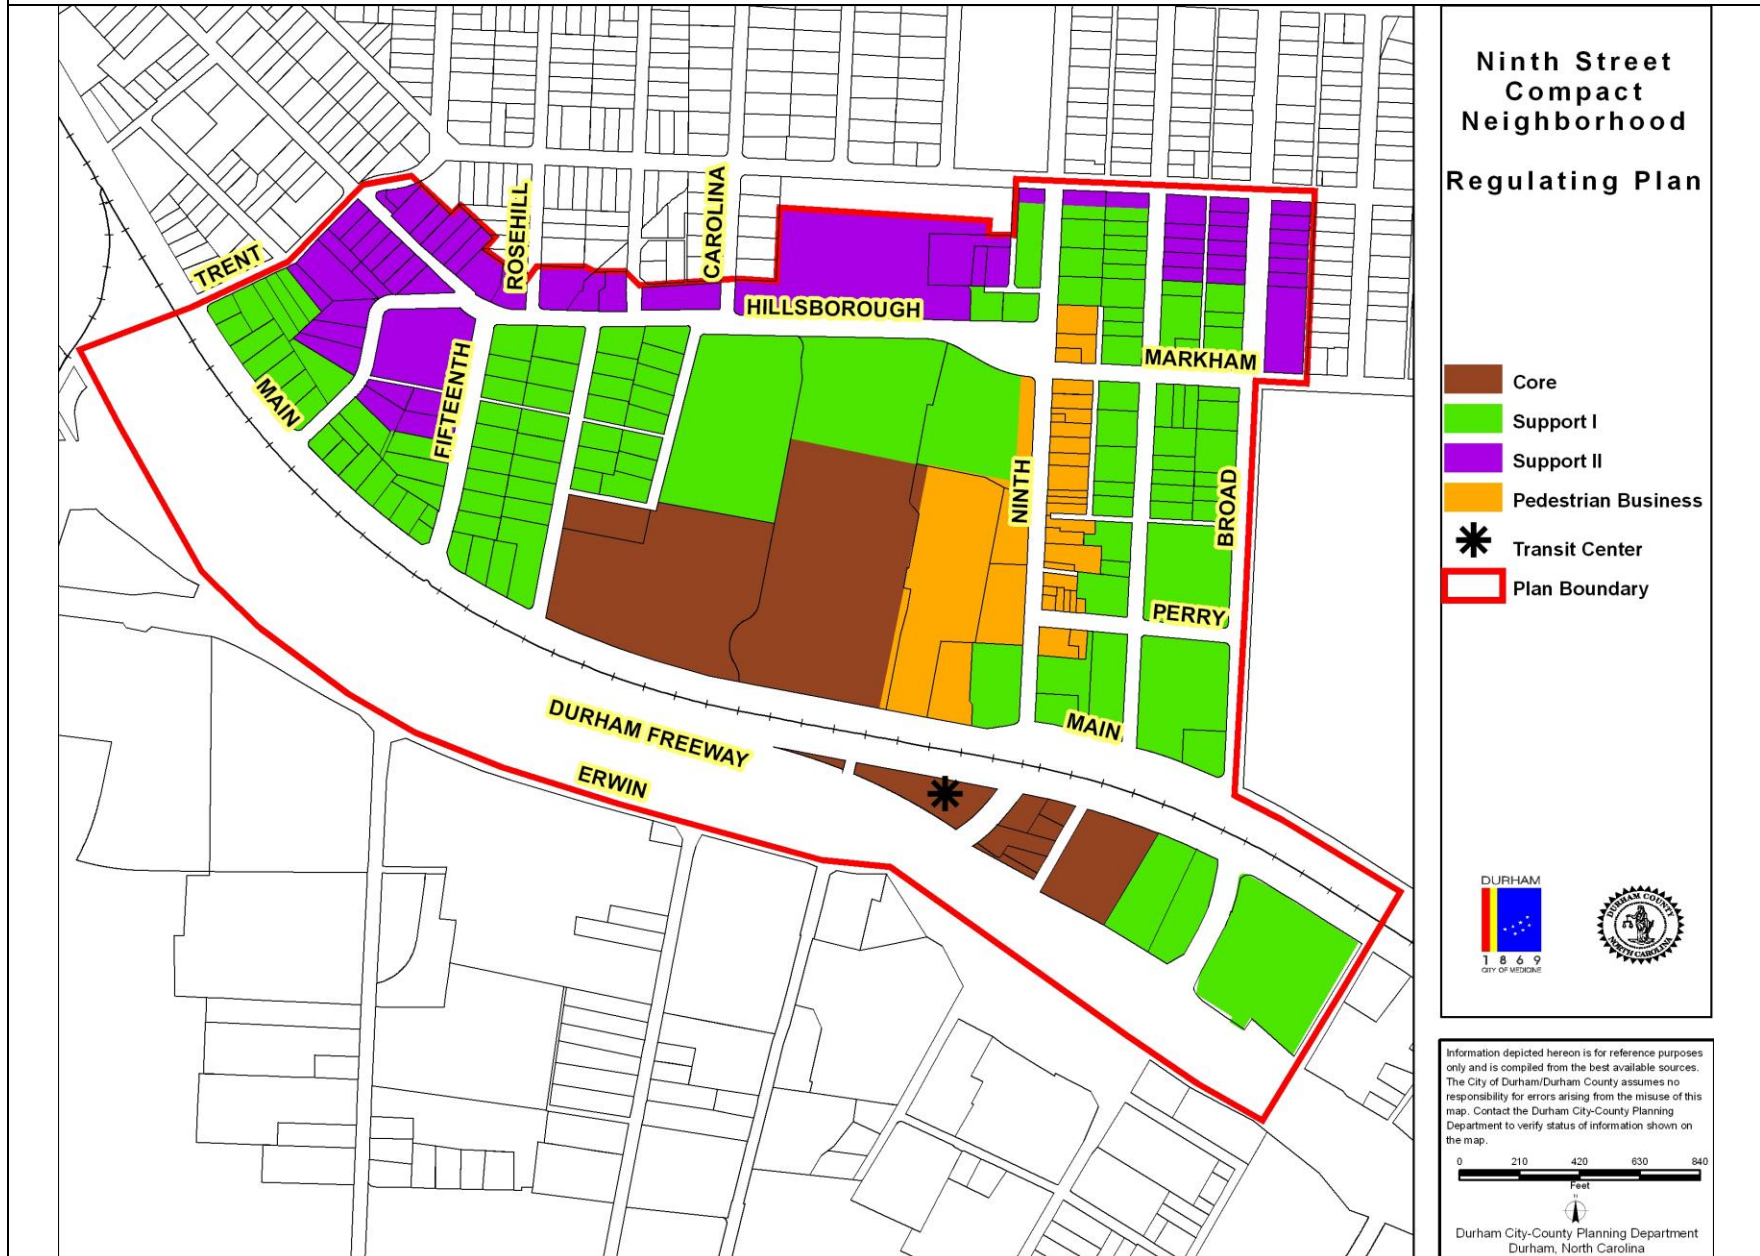 Ninth Street
Compact
Neighborhood
Regulating Plan
TRENT
ROSEHILL
CAROLINA
HILLSBOROUGH
MARKHAM
MAIN
FIFTEENTH
NINTH
BROAD
PERRY
MAIN
DURHAM FREEWAY
ERWIN
Core
Support I
Support II
Pedestrian Business
Transit Center
Plan Boundary
DURHAM
1 8 6 9
CITY OF MEDICINE
DURHAM COUNTY
NORTH CAROLINA
Information depicted hereon is for reference purposes
only and is compiled from the best available sources.
The City of Durham/Durham County assumes no
responsibility for errors arising from the misuse of this
map. Contact the Durham City-County Planning
Department to verify status of information shown on
the map.
0 210 420 630 840
Feet
N
Durham City-County Planning Department
Durham, North Carolina